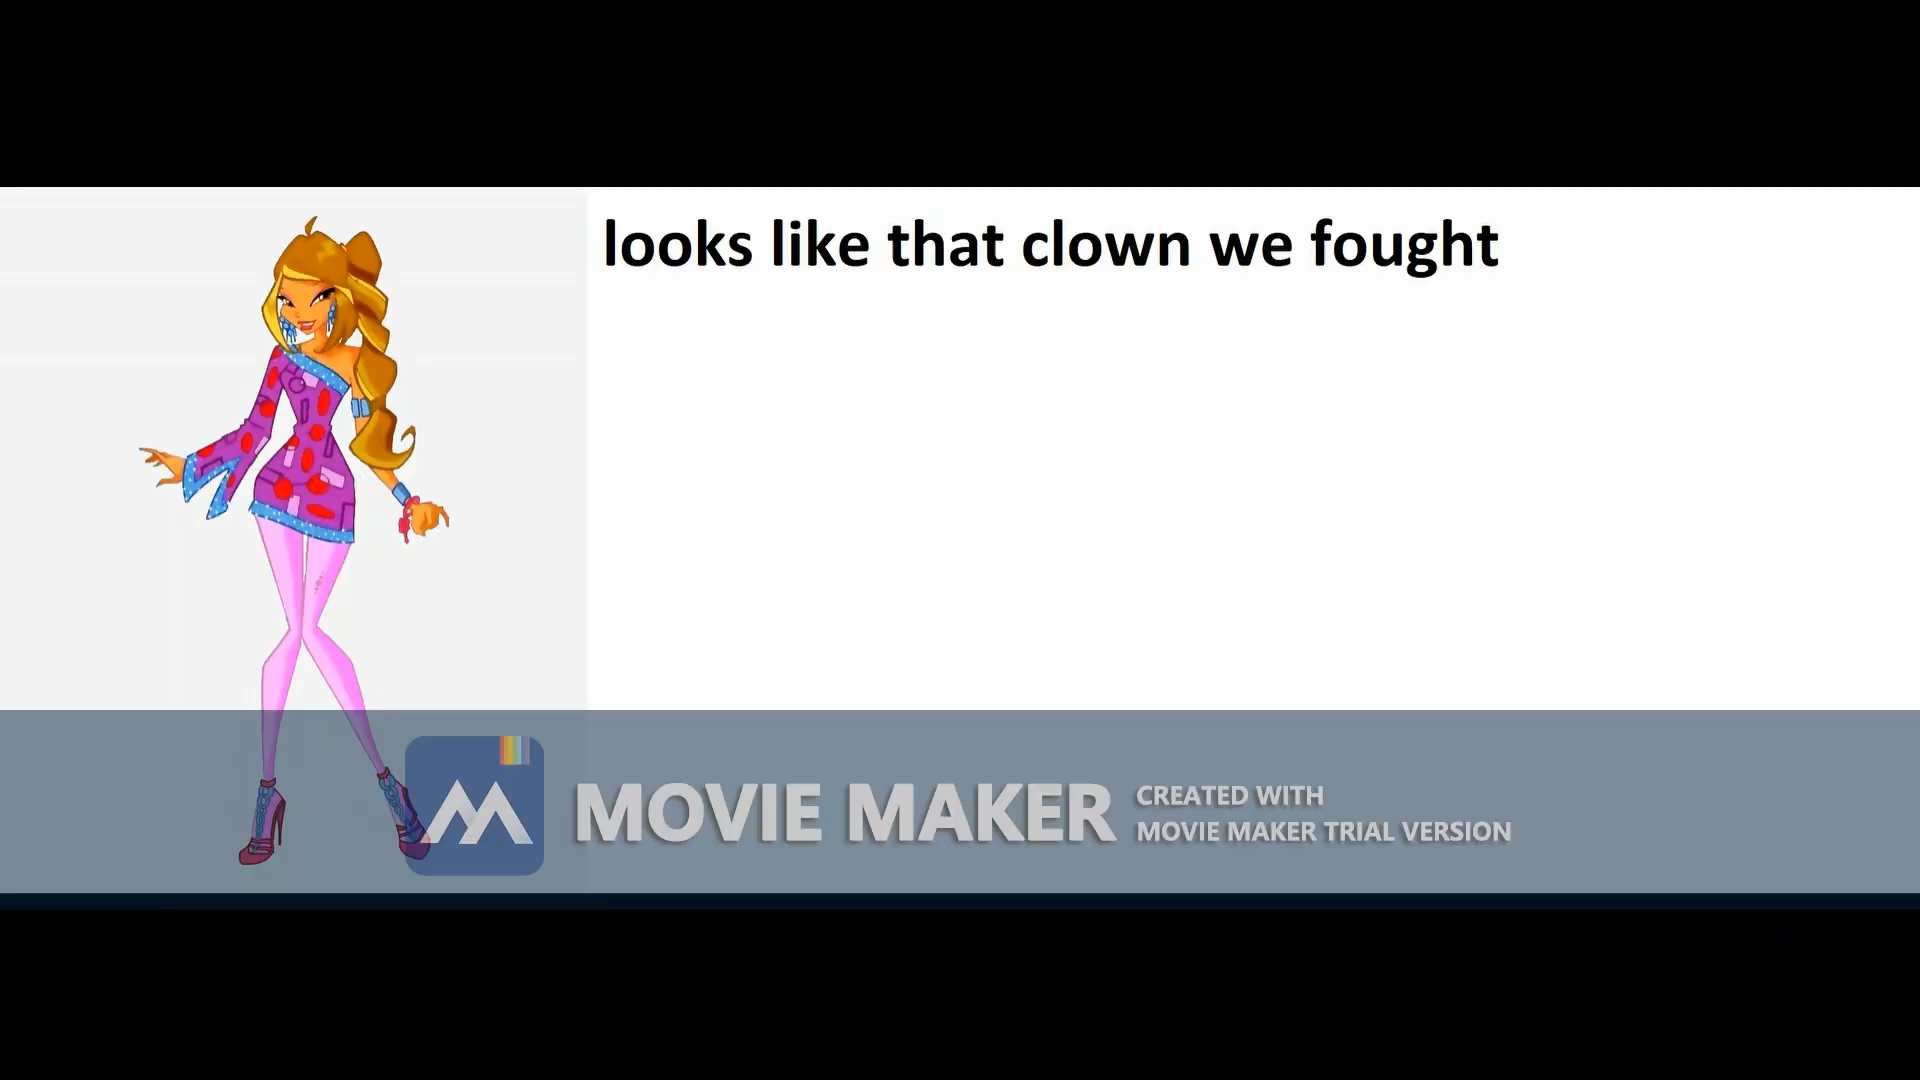 looks like that clown we fought
MOVIE MAKER
CREATED WITH
MOVIE MAKER TRIAL VERSION